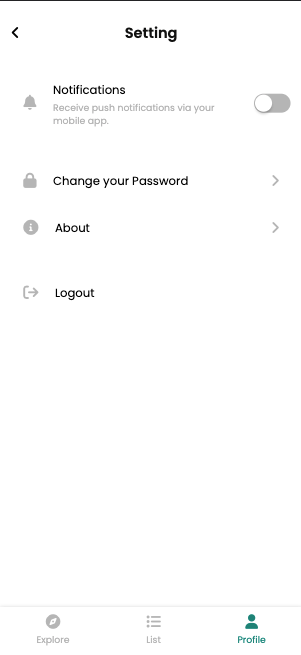 Setting
Notifications
Receive push notifications via your
mobile app.
Change your Password
About
Logout
Explore
List
Profile